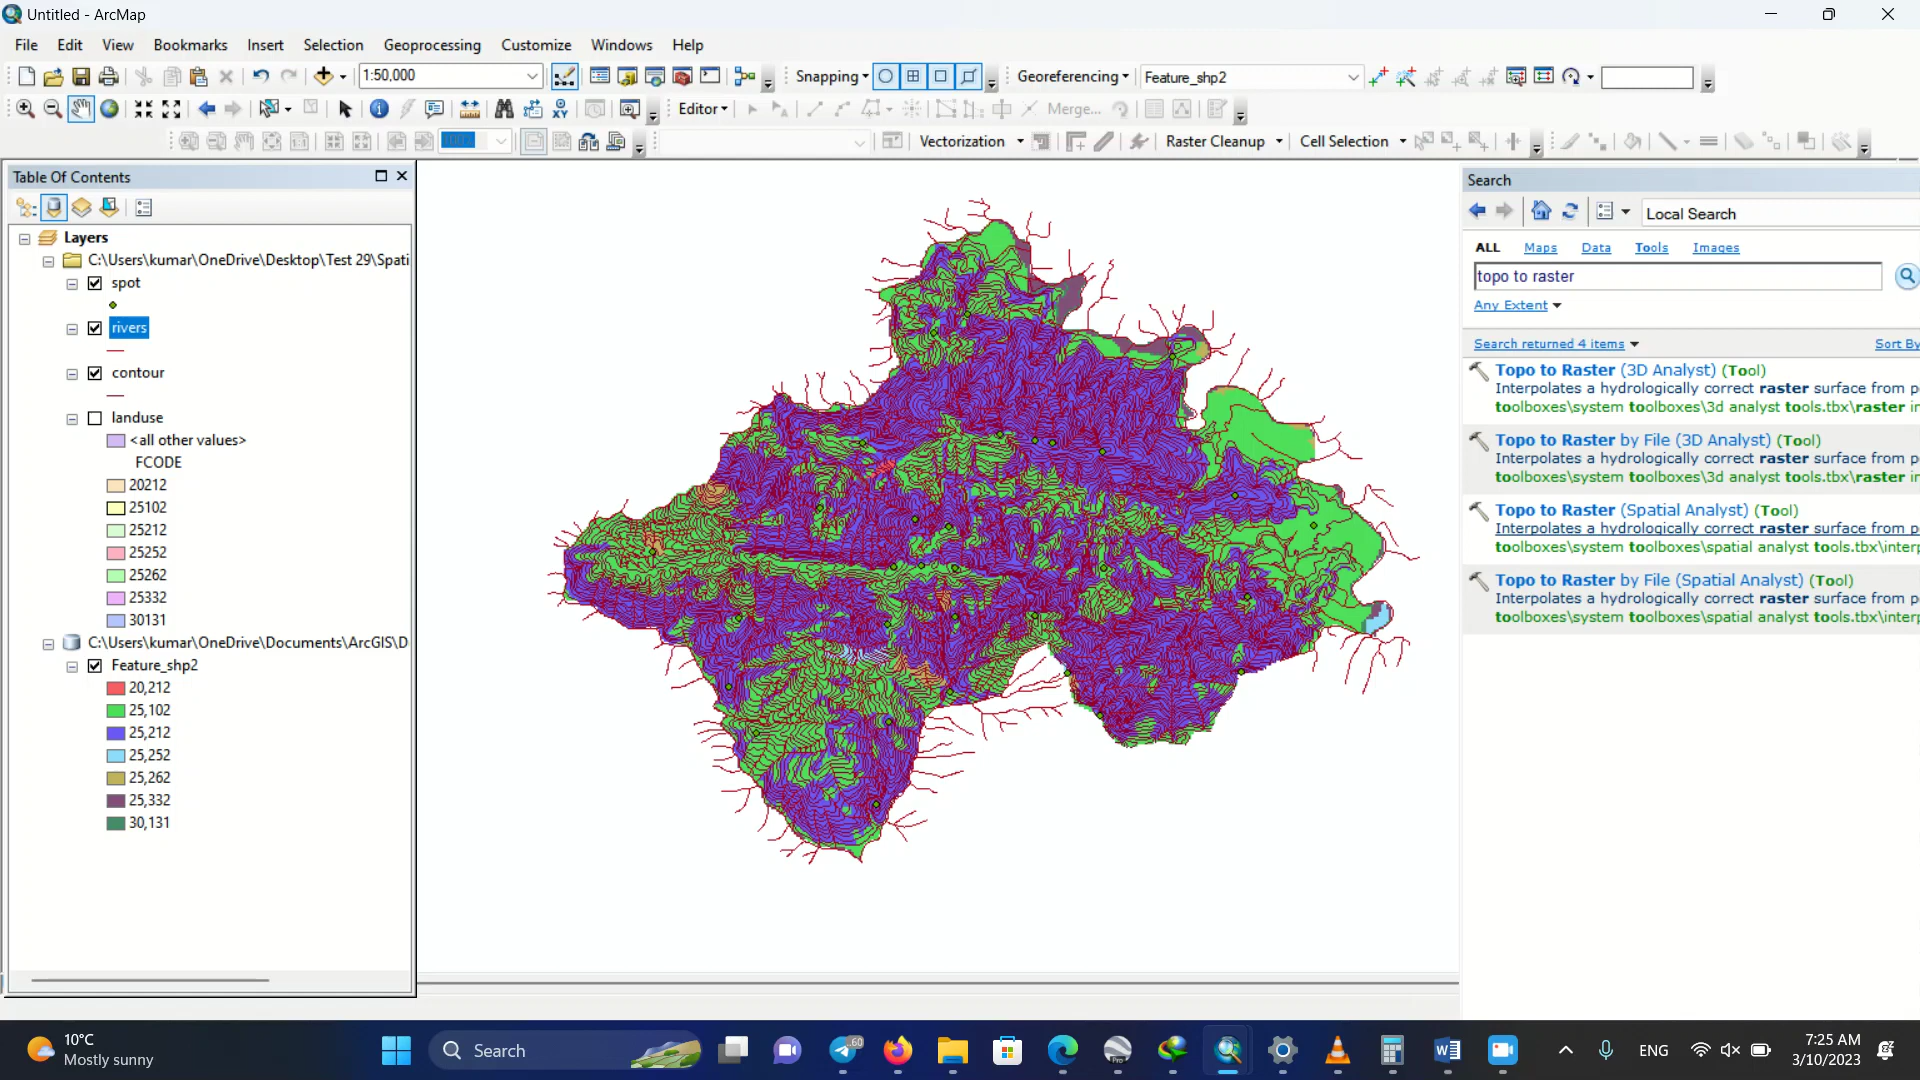 Untitled - ArcMap
File Edit View Bookmarks Insert Selection Geoprocessing Customize Windows Help
1:50,000 Snapping Georeferencing Feature_shp2
Editor Merge...
Vectorization Raster Cleanup Cell Selection
Table Of Contents
Layers
C:\Users\kumar\OneDrive\Desktop\Test 29\Spati
spot
rivers
contour
landuse
<all other values>
FCODE
20212
25102
25212
25252
25262
25332
30131
C:\Users\kumar\OneDrive\Documents\ArcGIS\D
Feature_shp2
20,212
25,102
25,212
25,252
25,262
25,332
30,131
Search
Local Search
ALL Maps Data Tools Images
topo to raster
Any Extent
Search returned 4 items Sort By
Topo to Raster (3D Analyst) (Tool)
Interpolates a hydrologically correct raster surface from p
toolboxes\system toolboxes\3d analyst tools.tbx\raster in
Topo to Raster by File (3D Analyst) (Tool)
Interpolates a hydrologically correct raster surface from p
toolboxes\system toolboxes\3d analyst tools.tbx\raster in
Topo to Raster (Spatial Analyst) (Tool)
Interpolates a hydrologically correct raster surface from p
toolboxes\system toolboxes\spatial analyst tools.tbx\interp
Topo to Raster by File (Spatial Analyst) (Tool)
Interpolates a hydrologically correct raster surface from p
toolboxes\system toolboxes\spatial analyst tools.tbx\interp
10°C
Mostly sunny
Search
60
Pro
ENG
7:25 AM
3/10/2023